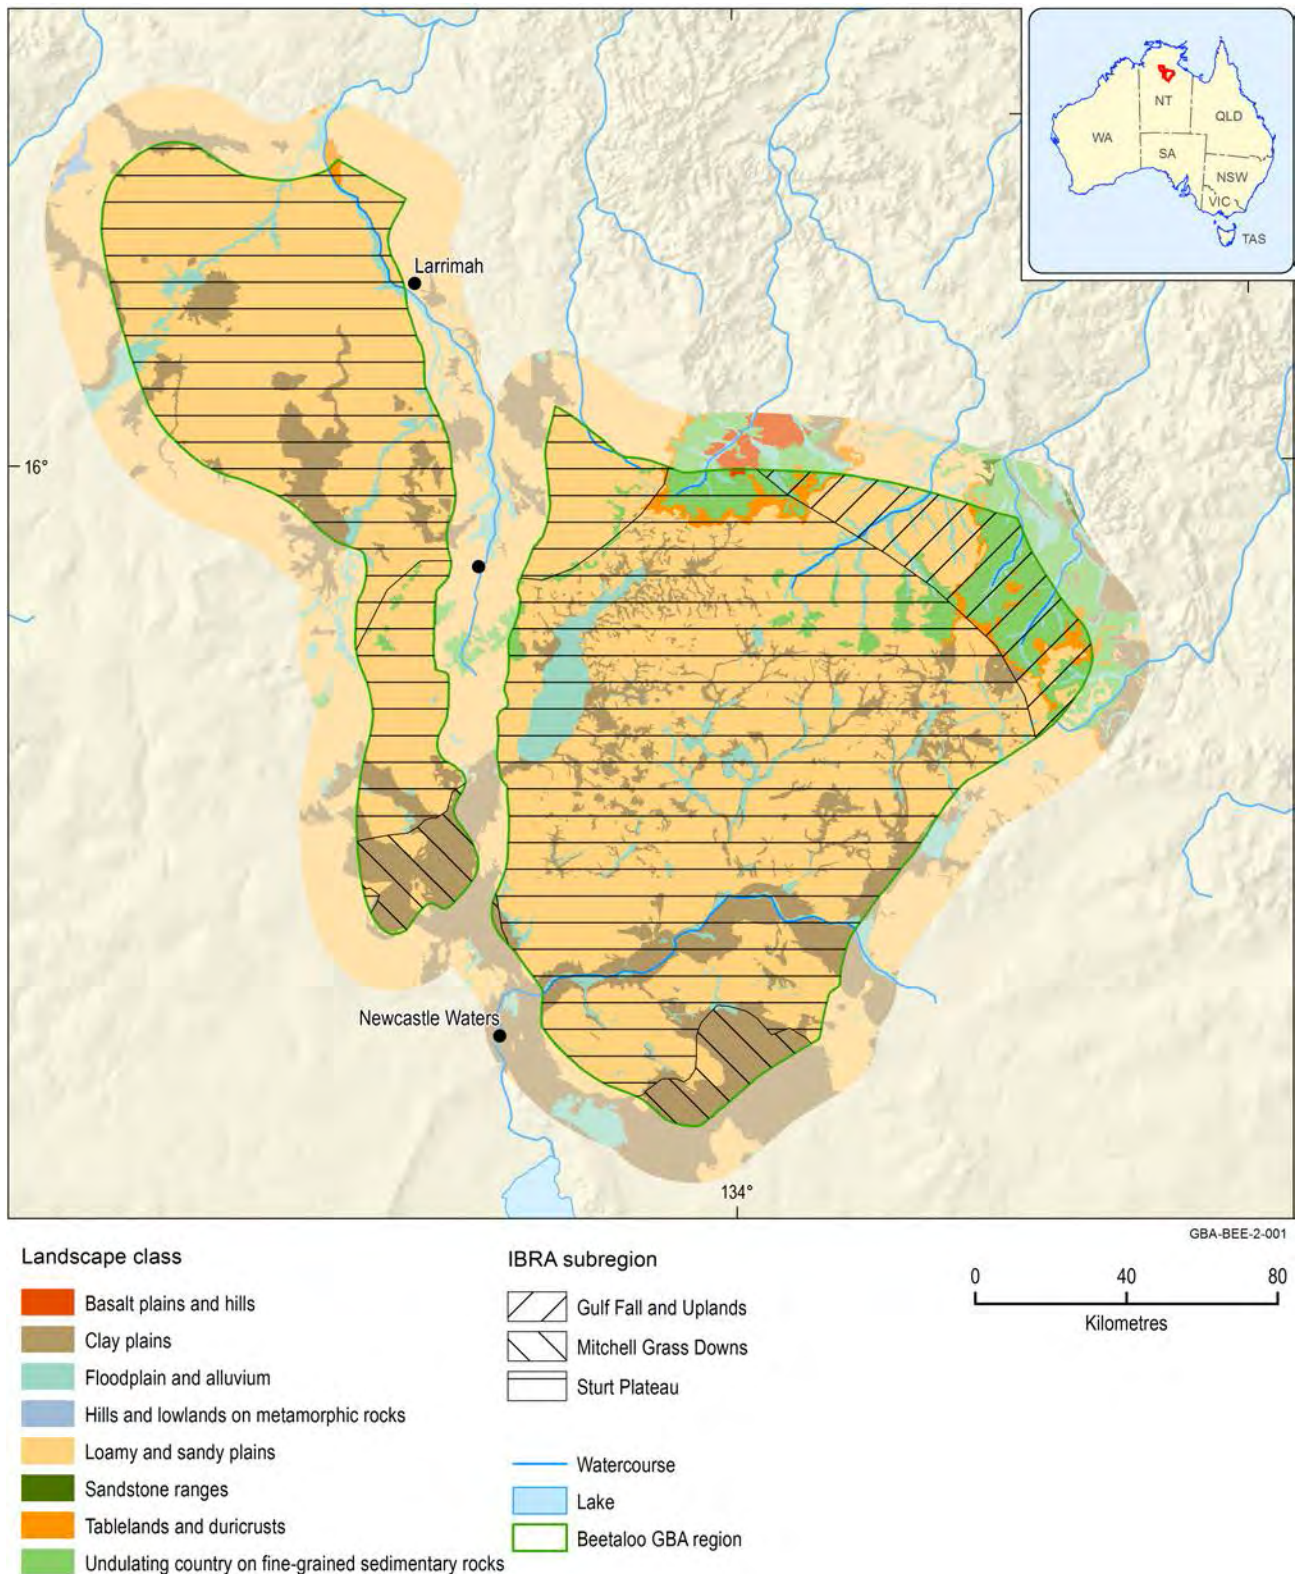 NT
QLD
WA
SA
NSW
VIC
TAS
Larrimah
16°
Newcastle Waters
134°
GBA-BEE-2-001
Landscape class
Basalt plains and hills
Clay plains
Floodplain and alluvium
Hills and lowlands on metamorphic rocks
Loamy and sandy plains
Sandstone ranges
Tablelands and duricrusts
Undulating country on fine-grained sedimentary rocks
IBRA subregion
Gulf Fall and Uplands
Mitchell Grass Downs
Sturt Plateau
Watercourse
Lake
Beetaloo GBA region
0 40 80
Kilometres